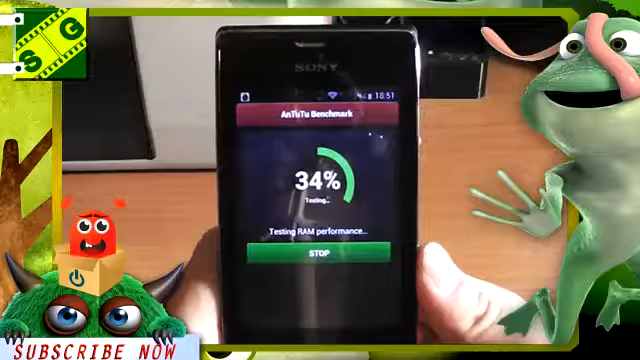 S G
SONY
18:51
AnTuTu Benchmark
34%
Testing...
Testing RAM performance...
STOP
SUBSCRIBE NOW